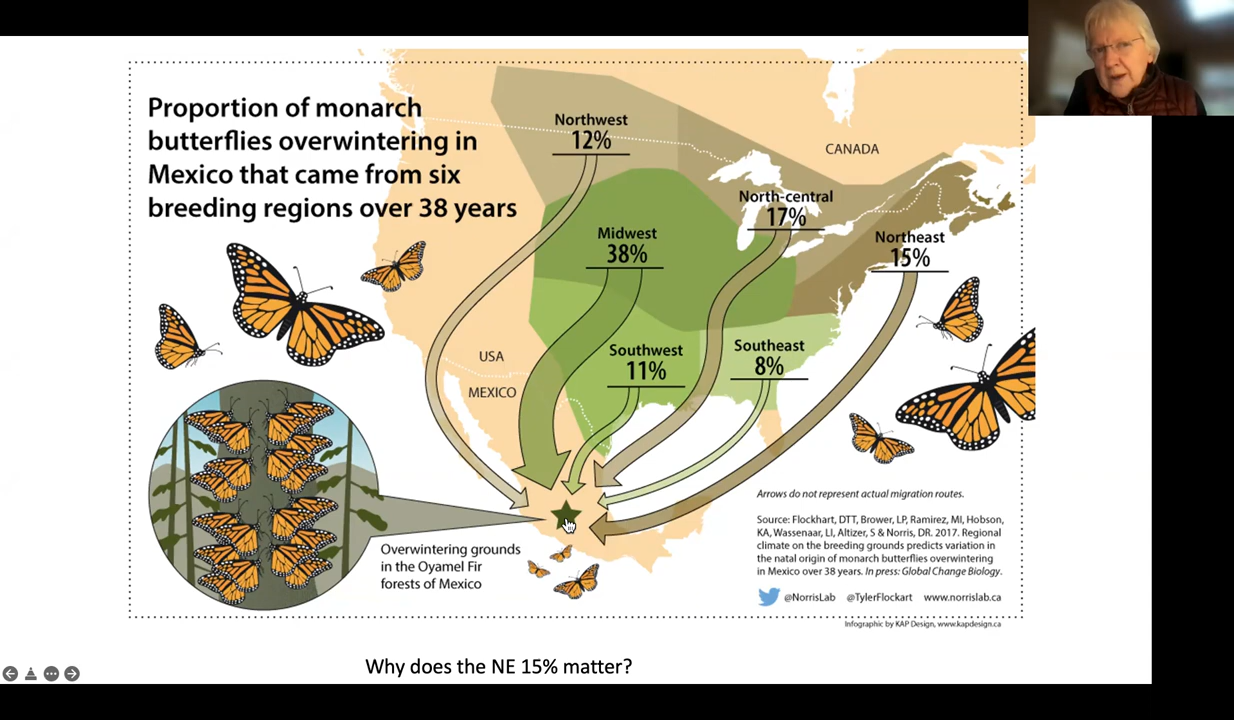 Proportion of monarch
butterflies overwintering in
Mexico that came from six
breeding regions over 38 years
Northwest
12%
CANADA
North-central
17%
Midwest
38%
Northeast
15%
Southwest
11%
Southeast
8%
USA
MEXICO
Overwintering grounds
in the Oyamel Fir
forests of Mexico
Arrows do not represent actual migration routes.
Source: Flockhart, DTT, Brower, LP, Ramirez, MI, Hobson,
KA, Wassenaar, LI, Altizer, S & Norris, DR. 2017. Regional
climate on the breeding grounds predicts variation in
the natal origin of monarch butterflies overwintering
in Mexico over 38 years. In press: Global Change Biology.
@NorrisLab @TylerFlockart www.norrislab.ca
Infographic by KAP Design, www.kapdesign.ca
Why does the NE 15% matter?